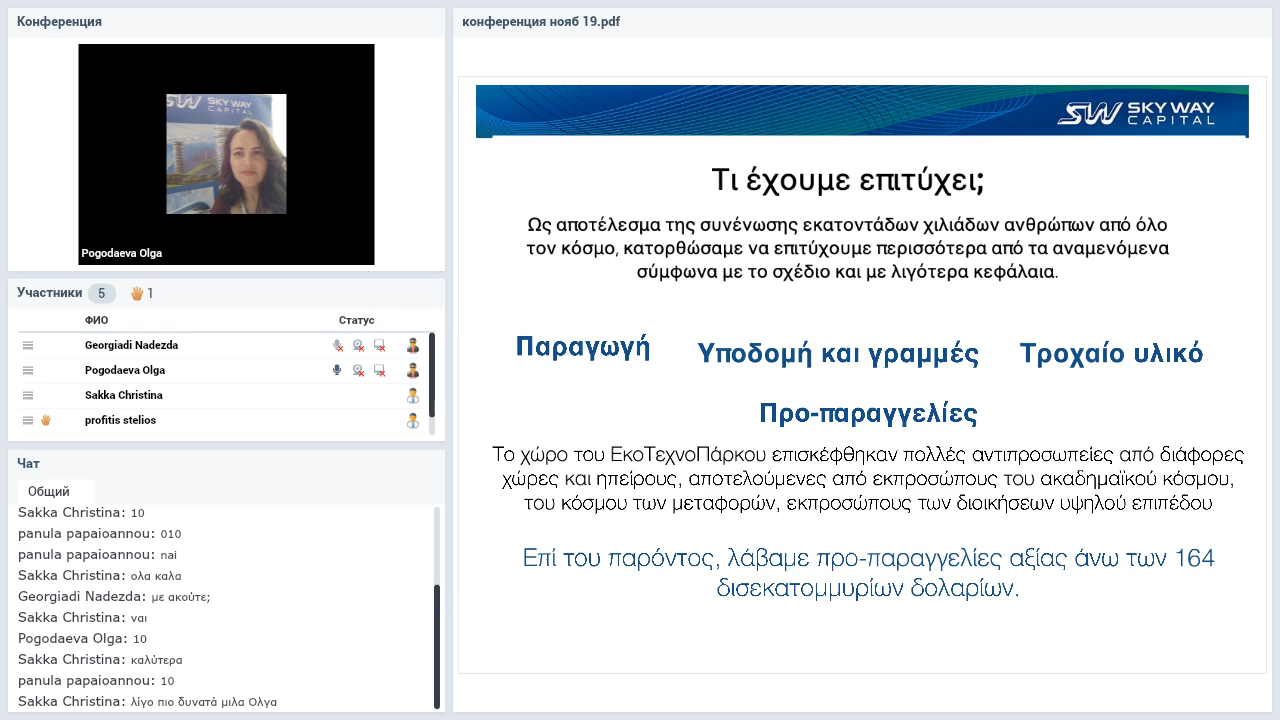 Конференция
SW SKY WAY
CAPITAL
Pogodaeva Olga
Участники 5 1
ФИО Статус
Georgiadi Nadezda
Pogodaeva Olga
Sakka Christina
profitis stelios
Чат
Общий
Sakka Christina: 10
panula papaioannou: 010
panula papaioannou: nai
Sakka Christina: ολα καλα
Georgiadi Nadezda: με ακούτε;
Sakka Christina: ναι
Pogodaeva Olga: 10
Sakka Christina: καλύτερα
panula papaioannou: 10
Sakka Christina: λίγο πιο δυνατά μιλα Ολγα
конференция нояб 19.pdf
SW SKY WAY
CAPITAL
Τι έχουμε επιτύχει;
Ως αποτέλεσμα της συνένωσης εκατοντάδων χιλιάδων ανθρώπων από όλο
τον κόσμο, κατορθώσαμε να επιτύχουμε περισσότερα από τα αναμενόμενα
σύμφωνα με το σχέδιο και με λιγότερα κεφάλαια.
Παραγωγή Υποδομή και γραμμές Τροχαίο υλικό
Προ-παραγγελίες
Το χώρο του ΕκοΤεχνοΠάρκου επισκέφθηκαν πολλές αντιπροσωπείες από διάφορες
χώρες και ηπείρους, αποτελούμενες από εκπροσώπους του ακαδημαϊκού κόσμου,
του κόσμου των μεταφορών, εκπροσώπους των διοικήσεων υψηλού επιπέδου
Επί του παρόντος, λάβαμε προ-παραγγελίες αξίας άνω των 164
δισεκατομμυρίων δολαρίων.